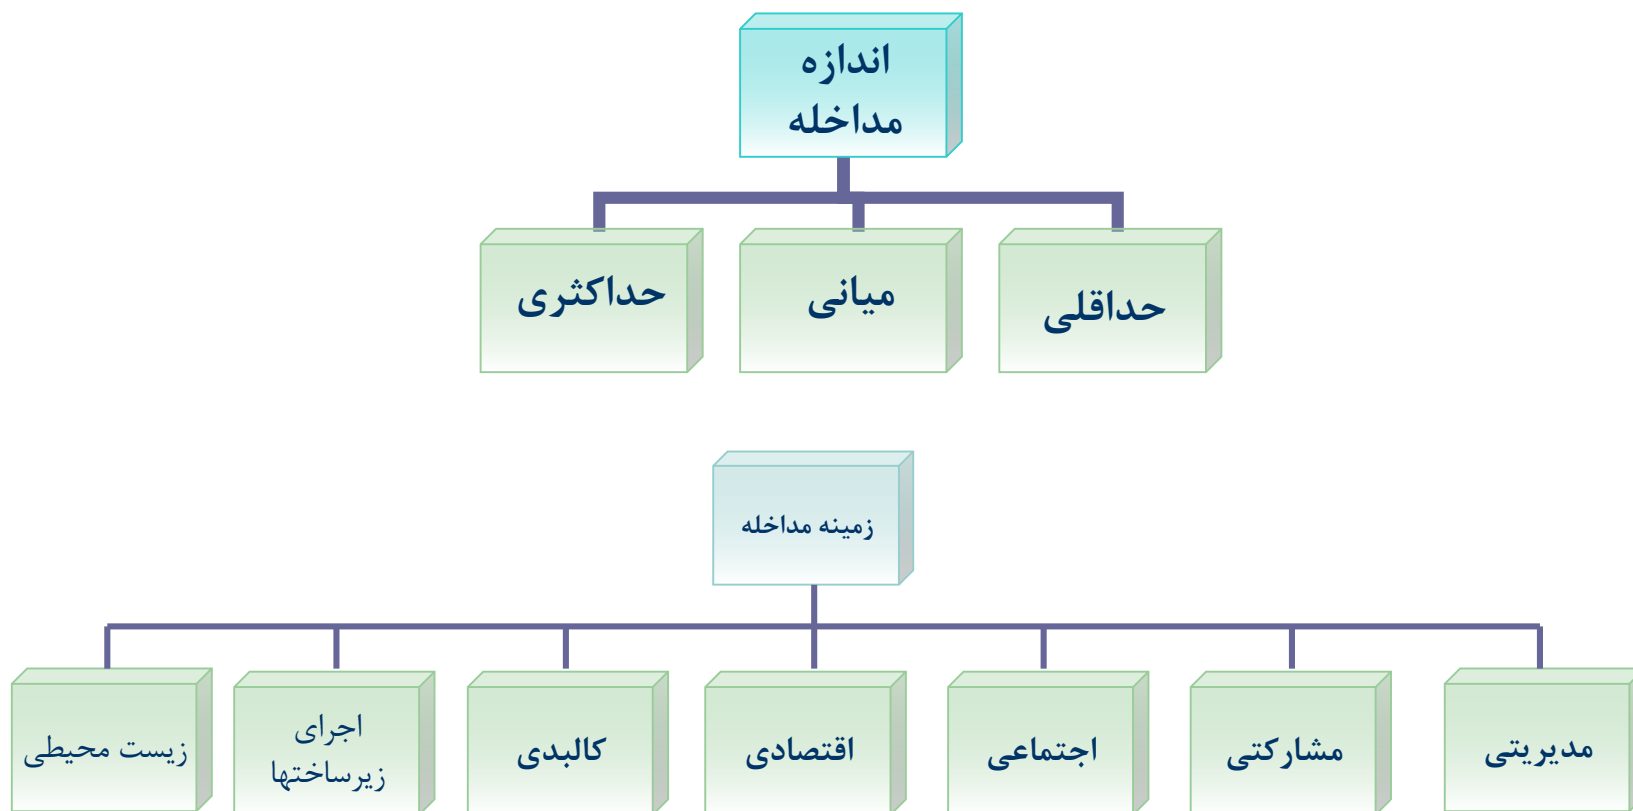 اندازه
مداخله
حداقلی
میانی
حداکثری
زمینه مداخله
مدیریتی
مشارکتی
اجتماعی
اقتصادی
کالبدی
اجرای
زیرساختها
زیست محیطی